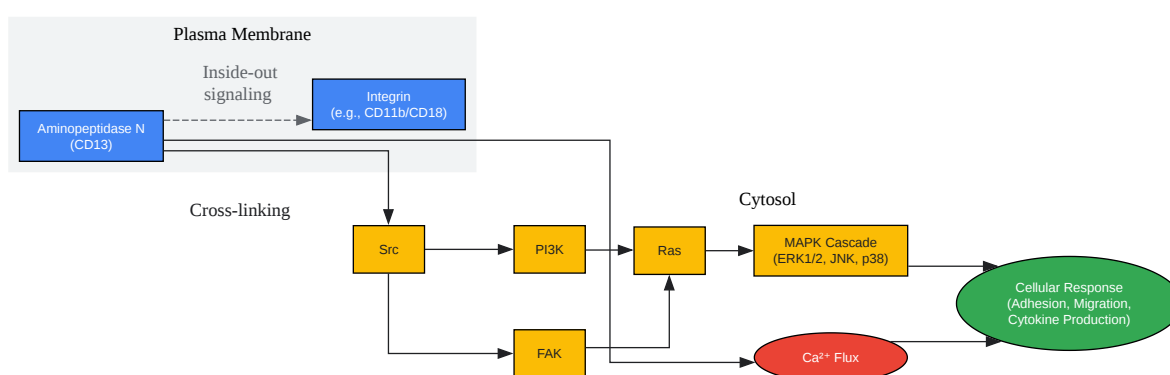 Plasma Membrane
Inside-out
signaling
Integrin
(e.g., CD11b/CD18)
Aminopeptidase N
(CD13)
Cross-linking
Cytosol
Src
PI3K
Ras
MAPK Cascade
(ERK1/2, JNK, p38)
Cellular Response
(Adhesion, Migration,
Cytokine Production)
FAK
Ca²⁺ Flux